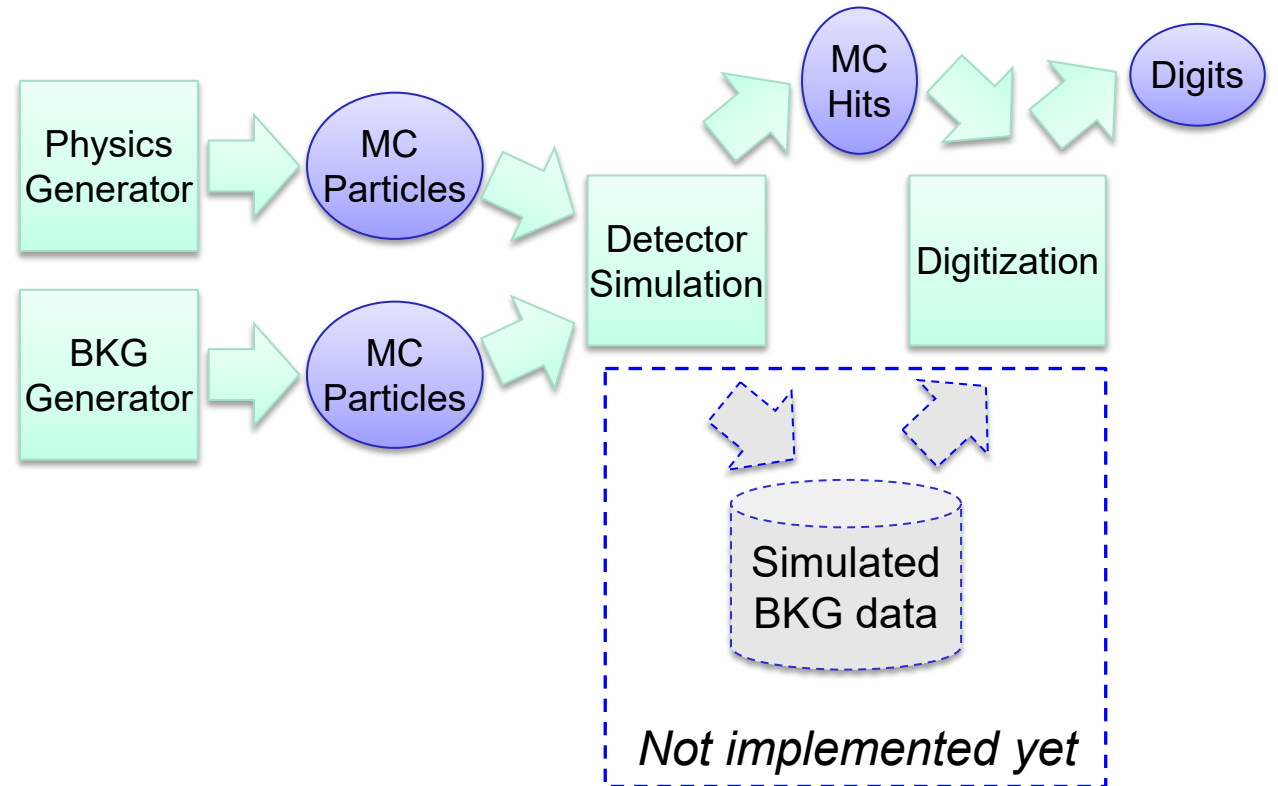 Physics
Generator
MC
Particles
BKG
Generator
MC
Particles
Detector
Simulation
MC
Hits
Digitization
Digits
Simulated
BKG data
Not implemented yet